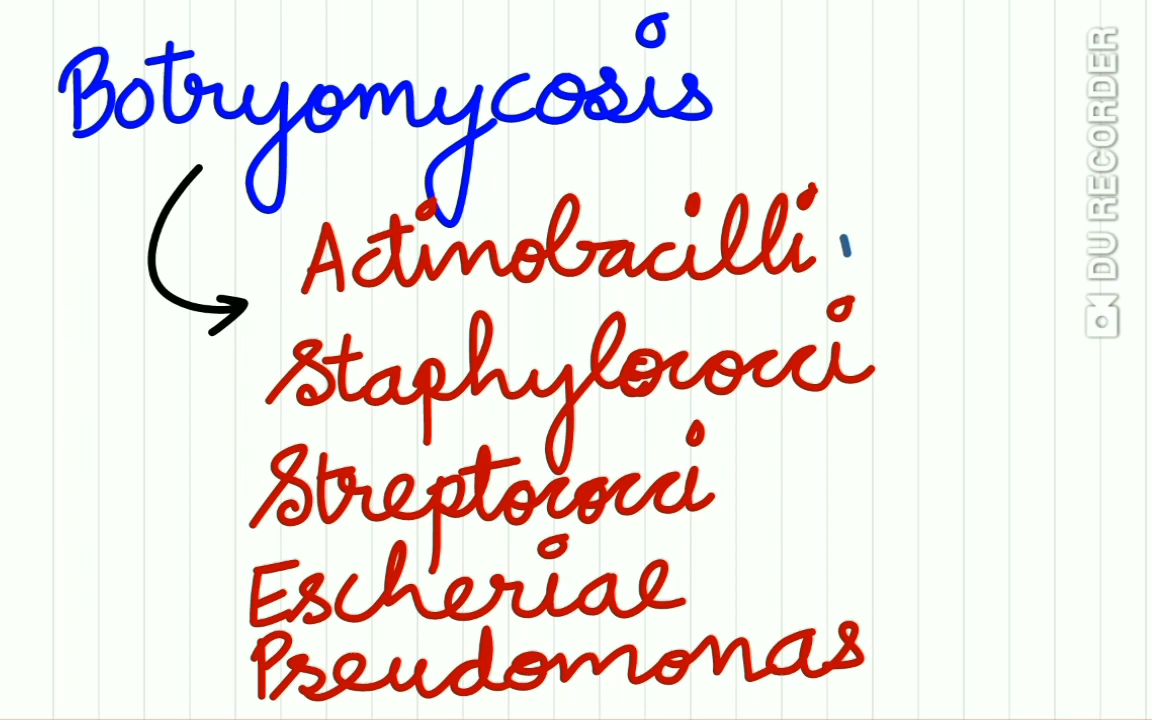 Botryomycosis
Actinobacilli
Staphylococci
Streptococci
Escheriae
Pseudomonas
DU RECORDER